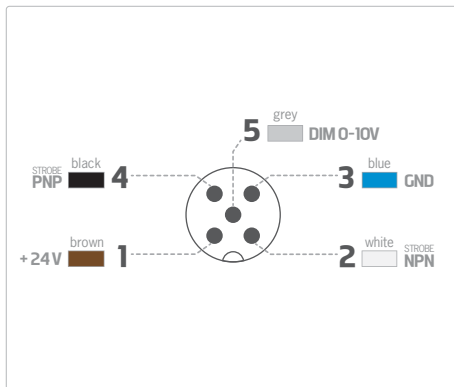 grey
5 DIM 0-10V
black
STROBE
PNP 4
blue
3 GND
brown
+24V 1
white
2 STROBE
NPN